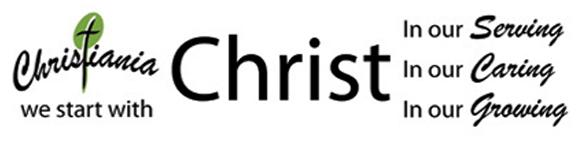 Christiania
we start with
Christ
In our Serving
In our Caring
In our Growing